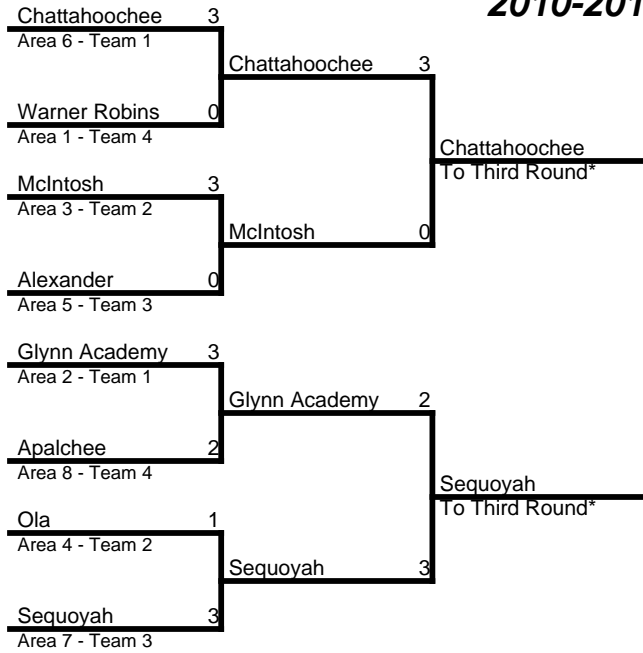 2010-201
Chattahoochee 3
Area 6 - Team 1
Chattahoochee 3
Warner Robins 0
Area 1 - Team 4
Chattahoochee
To Third Round*
McIntosh 3
Area 3 - Team 2
McIntosh 0
Alexander 0
Area 5 - Team 3
Glynn Academy 3
Area 2 - Team 1
Glynn Academy 2
Apalchee 2
Area 8 - Team 4
Sequoyah
To Third Round*
Ola 1
Area 4 - Team 2
Sequoyah 3
Sequoyah 3
Area 7 - Team 3